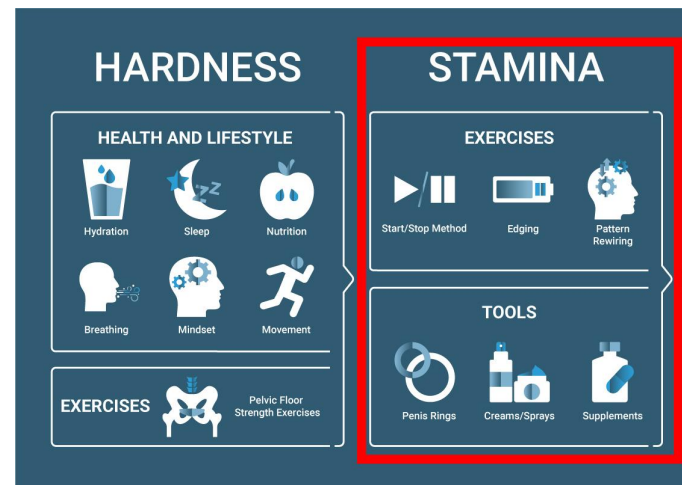 HARDNESS
HEALTH AND LIFESTYLE
Hydration
Sleep
Nutrition
Breathing
Mindset
Movement
EXERCISES
Pelvic Floor
Strength Exercises
STAMINA
EXERCISES
Start/Stop Method
Edging
Pattern
Rewiring
TOOLS
Penis Rings
Creams/Sprays
Supplements